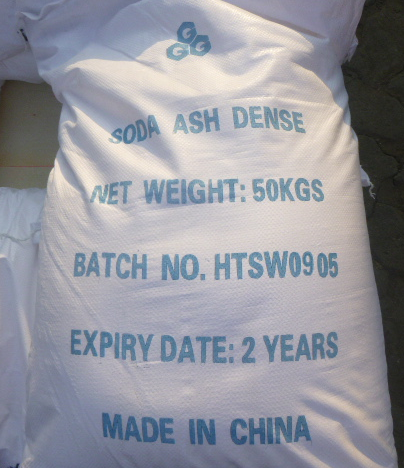 G
G G
SODA ASH DENSE
NET WEIGHT: 50KGS
BATCH NO. HTSW0905
EXPIRY DATE: 2 YEARS
MADE IN CHINA